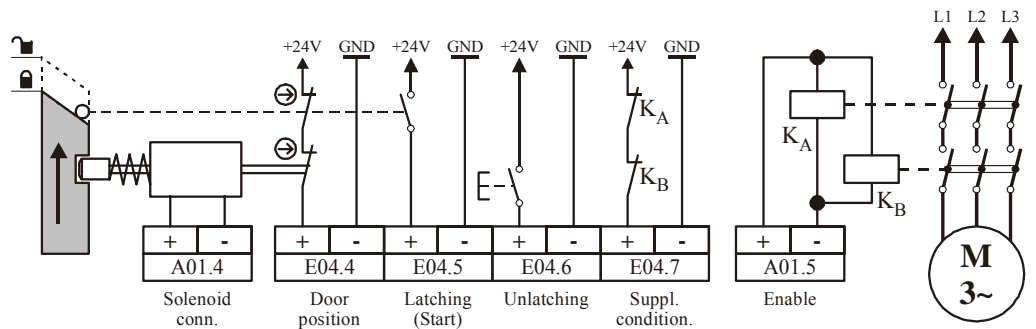 L1 L2 L3
+24V GND +24V GND +24V GND +24V GND
K_A
K_A
K_B
K_B
+ - + - + - + - + - + -
A01.4 E04.4 E04.5 E04.6 E04.7 A01.5
M
3~
Solenoid conn.
Door position
Latching (Start)
Unlatching
Suppl. condition.
Enable